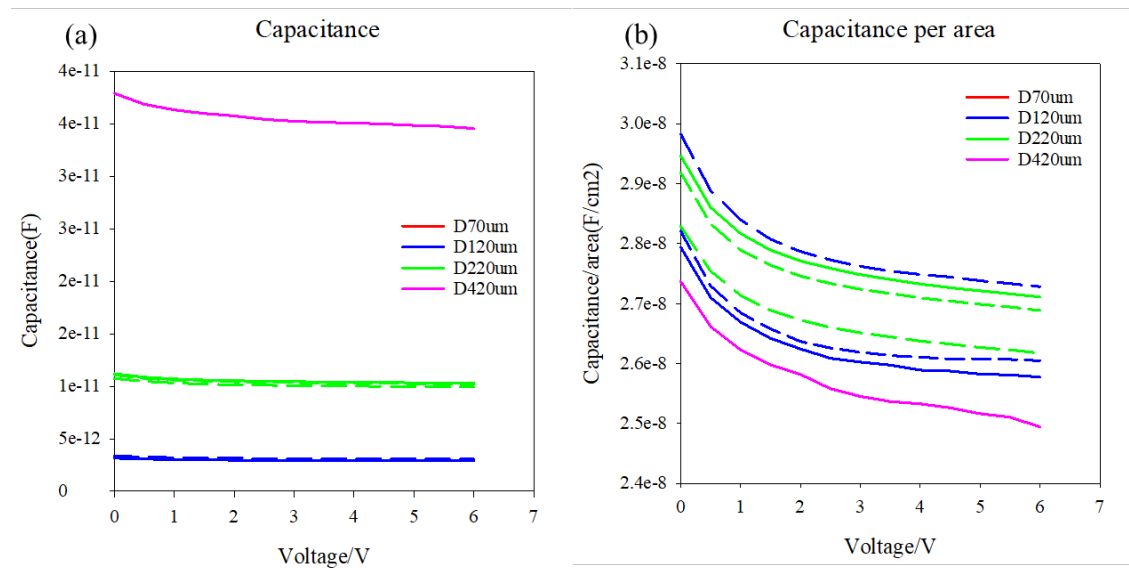 (a)
Capacitance
4e-11
4e-11
3e-11
3e-11
2e-11
2e-11
1e-11
5e-12
0
Capacitance(F)
D70um
D120um
D220um
D420um
0 1 2 3 4 5 6 7
Voltage/V
(b)
Capacitance per area
3.1e-8
3.0e-8
2.9e-8
2.8e-8
2.7e-8
2.6e-8
2.5e-8
2.4e-8
Capacitance/area(F/cm2)
D70um
D120um
D220um
D420um
0 1 2 3 4 5 6 7
Voltage/V